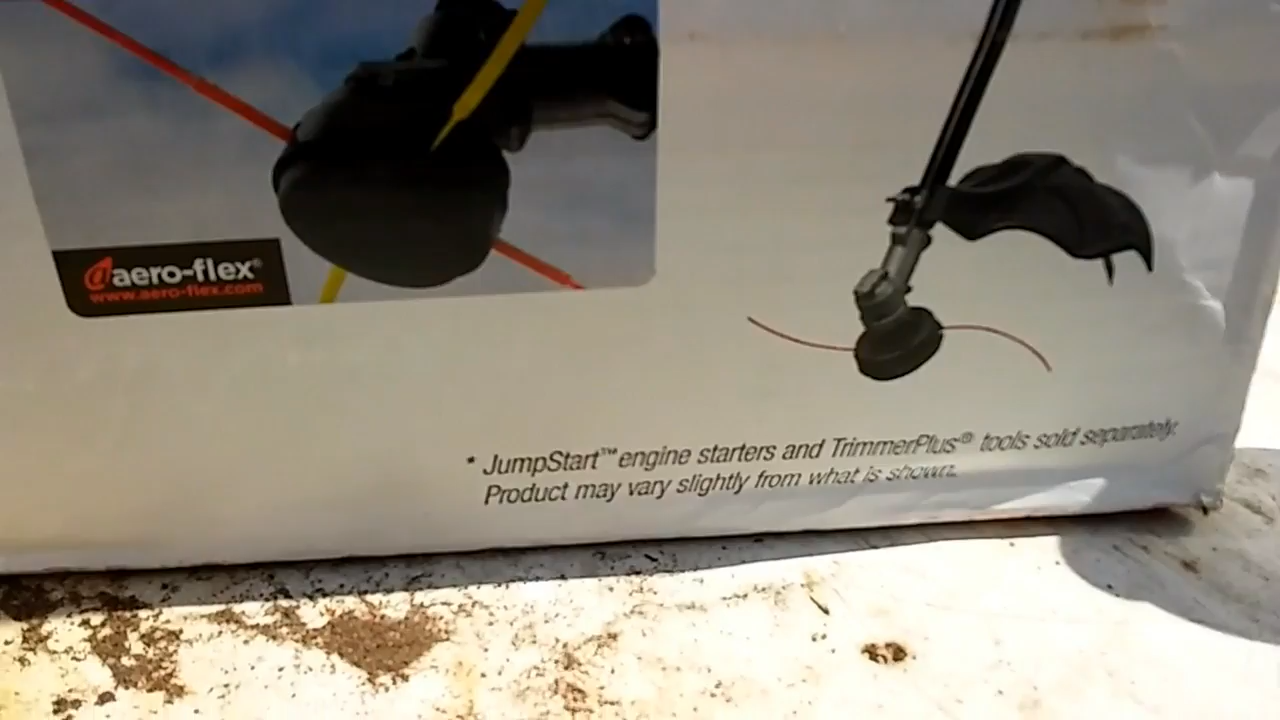 aero-flex®
www.aero-flex.com
* JumpStart™ engine starters and TrimmerPlus® tools sold separately.
Product may vary slightly from what is shown.